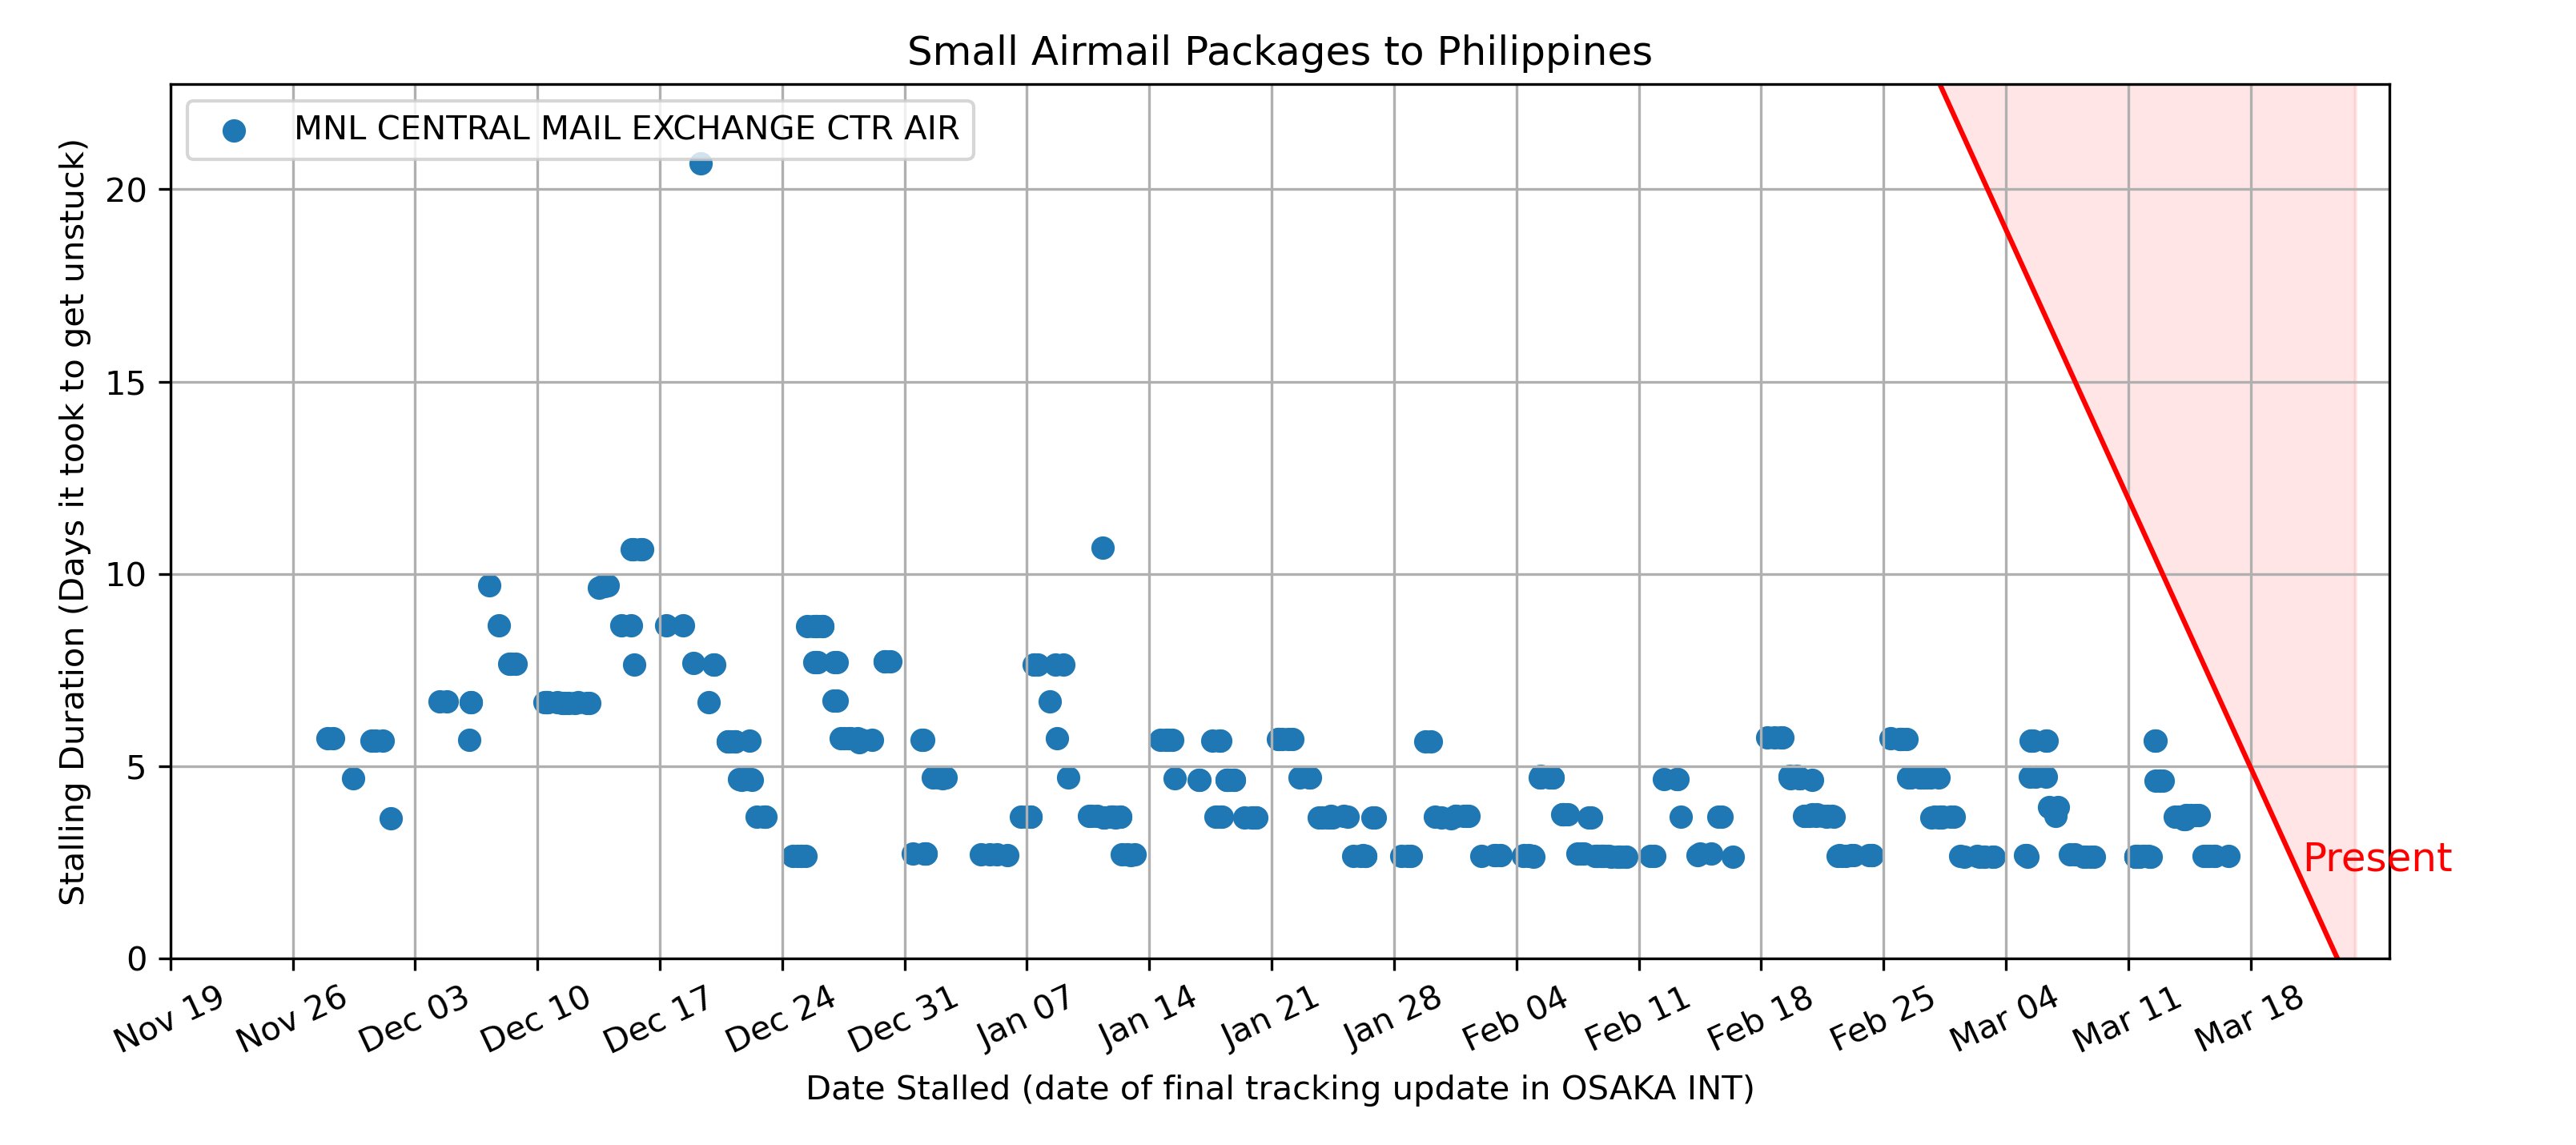 Small Airmail Packages to Philippines
MNL CENTRAL MAIL EXCHANGE CTR AIR
Stalling Duration (Days it took to get unstuck)
20
15
10
5
0
Present
Nov 19
Nov 26
Dec 03
Dec 10
Dec 17
Dec 24
Dec 31
Jan 07
Jan 14
Jan 21
Jan 28
Feb 04
Feb 11
Feb 18
Feb 25
Mar 04
Mar 11
Mar 18
Date Stalled (date of final tracking update in OSAKA INT)